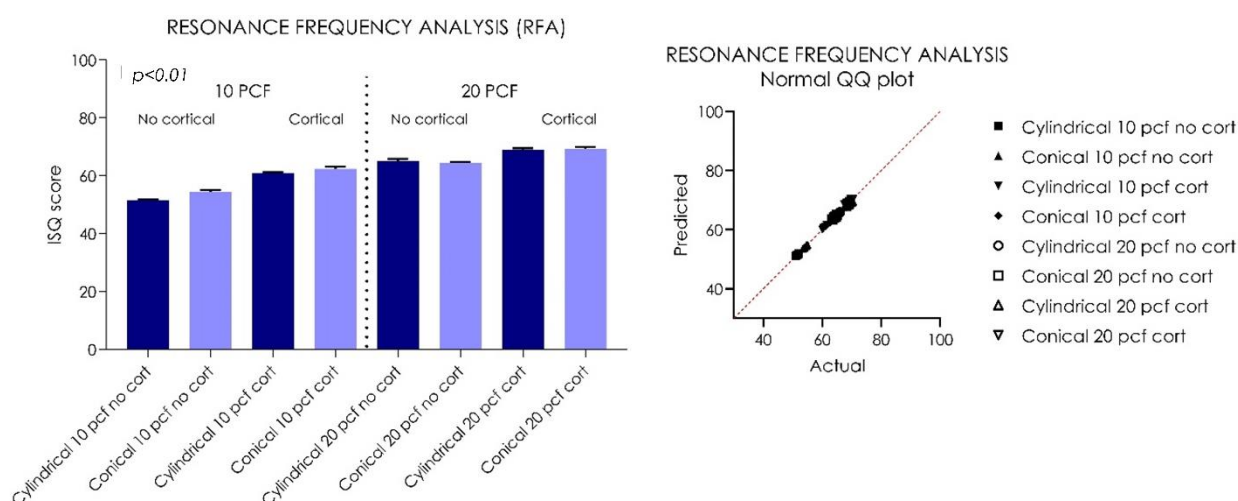 RESONANCE FREQUENCY ANALYSIS (RFA)
100
80
60
40
20
0
ISQ score
p<0.01
10 PCF
20 PCF
No cortical
Cortical
No cortical
Cortical
Cylindrical 10 pcf no cort
Conical 10 pcf no cort
Cylindrical 10 pcf cort
Conical 10 pcf cort
Cylindrical 20 pcf no cort
Conical 20 pcf no cort
Cylindrical 20 pcf cort
Conical 20 pcf cort
RESONANCE FREQUENCY ANALYSIS
Normal QQ plot
100
80
60
40
Predicted
40
60
80
100
Actual
Cylindrical 10 pcf no cort
Conical 10 pcf no cort
Cylindrical 10 pcf cort
Conical 10 pcf cort
Cylindrical 20 pcf no cort
Conical 20 pcf no cort
Cylindrical 20 pcf cort
Conical 20 pcf cort